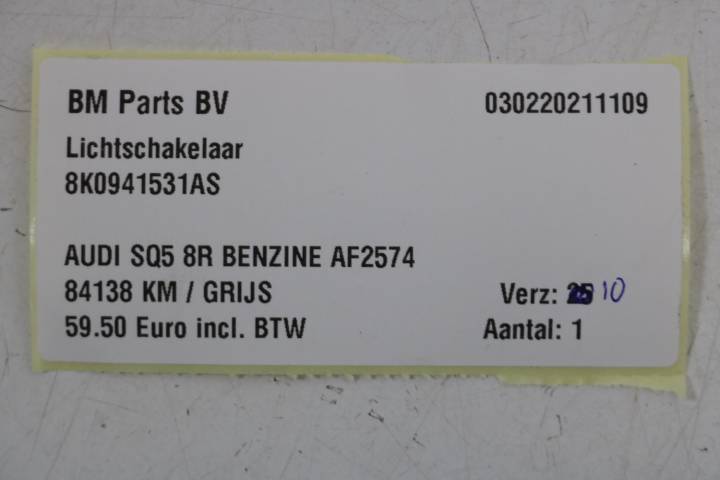 BM Parts BV 030220211109
Lichtschakelaar
8K0941531AS
AUDI SQ5 8R BENZINE AF2574
84138 KM / GRIJS Verz: 10
59.50 Euro incl. BTW Aantal: 1